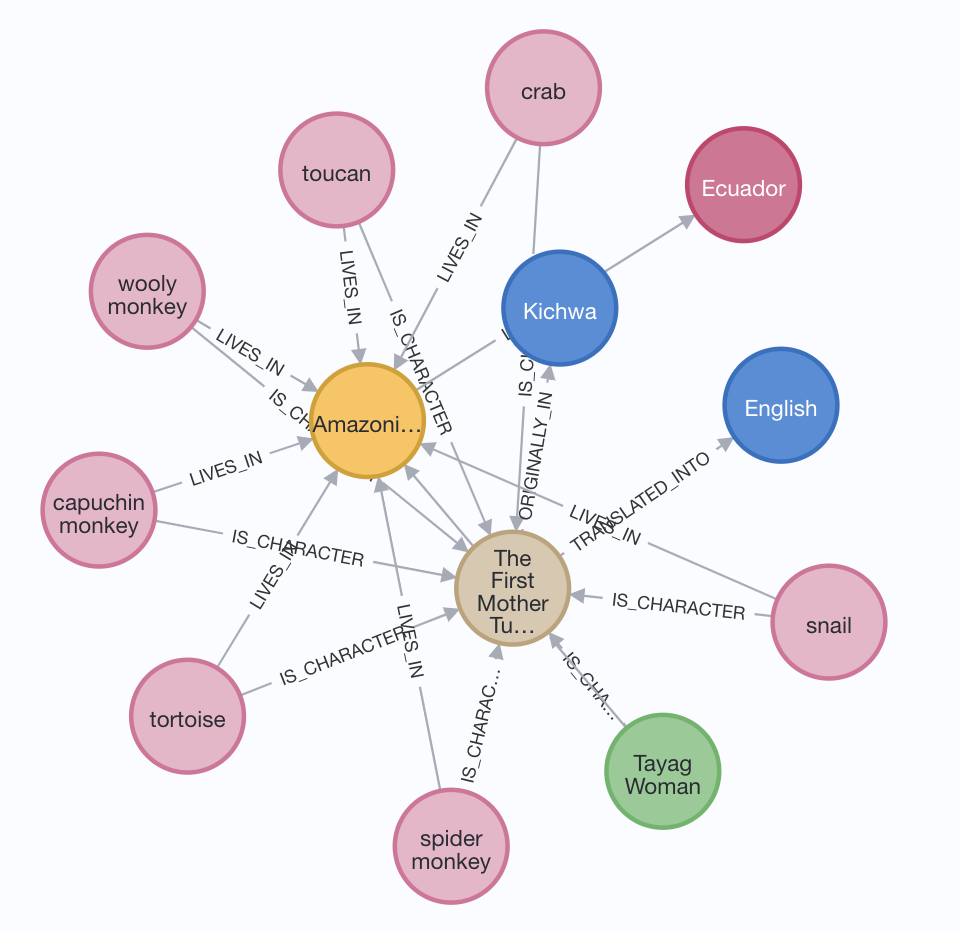 crab
toucan
Ecuador
LIVES_IN
wooly
monkey
LIVES_IN
Kichwa
LIVES_IN
IS_CHARACTER
IS_C
English
IS_CH
Amazoni...
ORIGINALLY_IN
LIVES_IN
capuchin
monkey
TRANSLATED_INTO
LIVES_IN
IS_CHARACTER
LIVES_IN
The
First
Mother
Tu...
IS_CHARACTER
snail
IS_CHARACTER
LIVES_IN
IS_CHA...
tortoise
IS_CHARAC...
Tayag
Woman
spider
monkey